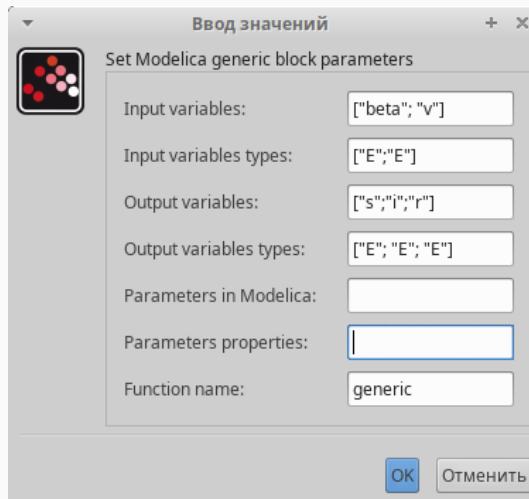 Ввод значений
Set Modelica generic block parameters
Input variables: ["beta"; "v"]
Input variables types: ["E";"E"]
Output variables: ["s";"i";"r"]
Output variables types: ["E"; "E"; "E"]
Parameters in Modelica:
Parameters properties:
Function name: generic
OK Отменить